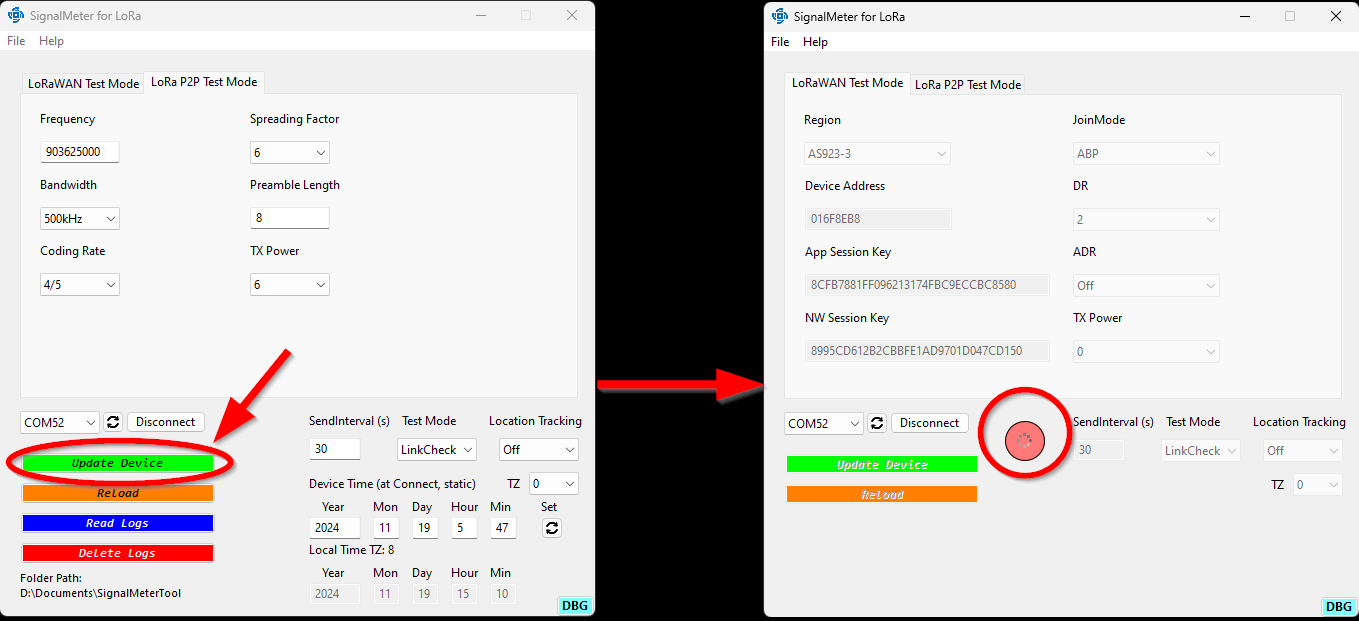 SignalMeter for LoRa
File Help
LoRaWAN Test Mode LoRa P2P Test Mode
Frequency Spreading Factor
903625000 6
Bandwidth Preamble Length
500kHz 8
Coding Rate TX Power
4/5 6
COM52 Disconnect SendInterval (s) Test Mode Location Tracking
30 LinkCheck Off
Update Device
Device Time (at Connect, static) TZ 0
Reload
Year Mon Day Hour Min Set
Read Logs 2024 11 19 5 47
Local Time TZ: 8
Delete Logs
Year Mon Day Hour Min
Folder Path:
D:\Documents\SignalMeterTool 2024 11 19 15 10
DBG
SignalMeter for LoRa
File Help
LoRaWAN Test Mode LoRa P2P Test Mode
Region JoinMode
AS923-3 ABP
Device Address DR
016F8EB8 2
App Session Key ADR
8CFB7881FF096213174FBC9ECCBC8580 Off
NW Session Key TX Power
8995CD612B2CBBFE1AD9701D047CD150 0
COM52 Disconnect SendInterval (s) Test Mode Location Tracking
30 LinkCheck Off
Update Device
TZ 0
Reload
DBG